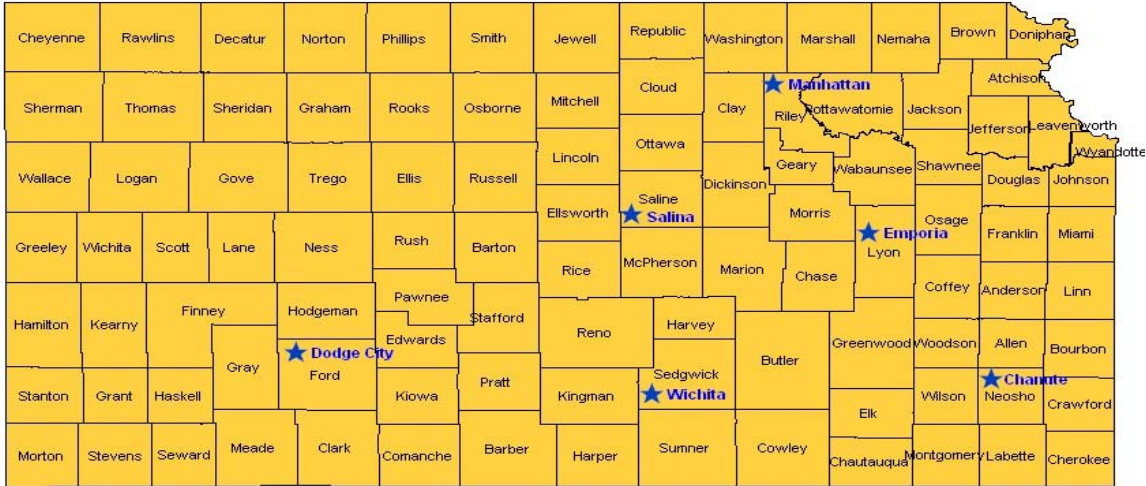 Cheyenne Rawlins Decatur Norton Phillips Smith Jewell Republic Washington Marshall Nemaha Brown Doniphan
Sherman Thomas Sheridan Graham Rooks Osborne Mitchell Cloud Clay Riley Manhattan Pottawatomie Jackson Atchison
Jefferson Leavenworth
Wyandotte
Wallace Logan Gove Trego Ellis Russell Lincoln Ottawa Dickinson Geary Wabaunsee Shawnee Douglas Johnson
Ellsworth Saline
Salina
Morris
Greeley Wichita Scott Lane Ness Rush Barton Rice McPherson Marion Chase Emporia
Lyon Osage Franklin Miami
Hamilton Kearny Finney Hodgeman Pawnee Stafford Reno Harvey Butler Greenwood Coffey Anderson Linn
Edwards
Woodson Allen Bourbon
Gray Dodge City
Ford
Stanton Grant Haskell Kiowa Pratt Kingman Sedgwick
Wichita
Elk Wilson Chanute
Neosho Crawford
Morton Stevens Seward Meade Clark Comanche Barber Harper Sumner Cowley Chautauqua Montgomery Labette Cherokee